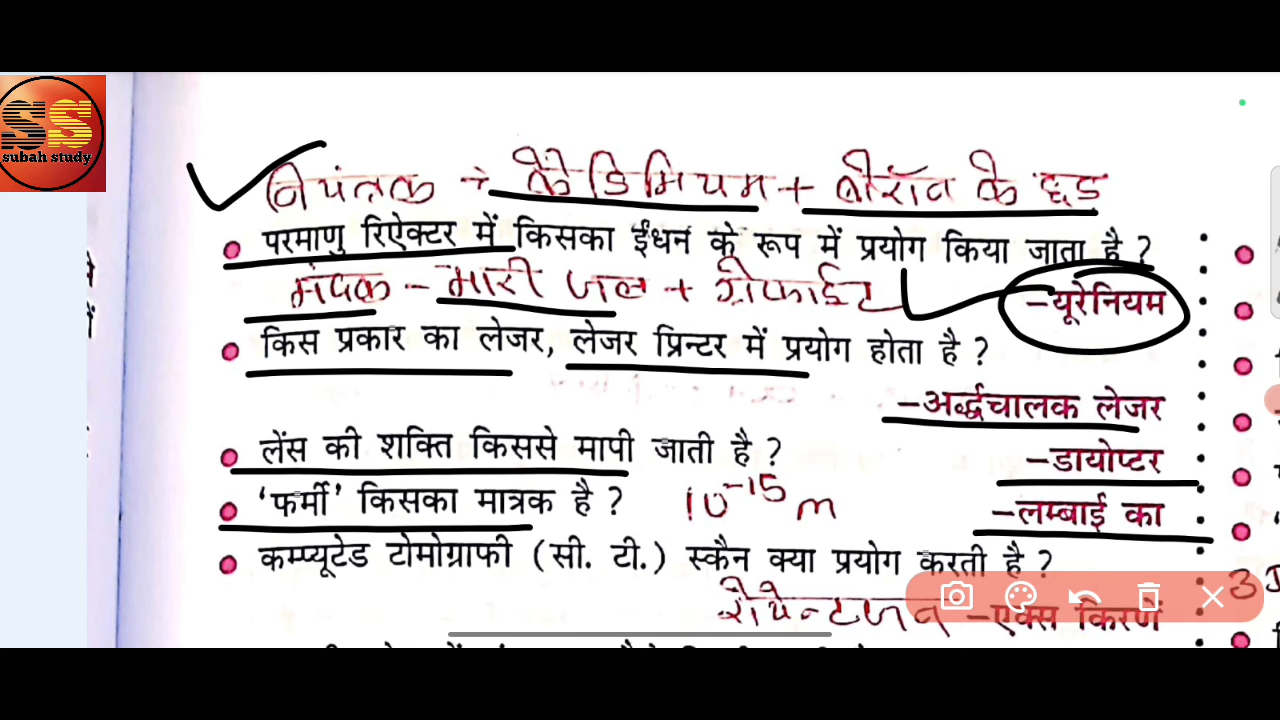 SS
subah study
नियंत्रक → कैडमियम + बोरॉन के छड
परमाणु रिऐक्टर में किसका ईंधन के रूप में प्रयोग किया जाता है ?
मंदक – भारी जल + ग्रेफाईट
–यूरेनियम
किस प्रकार का लेजर, लेजर प्रिन्टर में प्रयोग होता है ?
–अर्द्धचालक लेजर
लेंस की शक्ति किससे मापी जाती है ?
–डायोप्टर
'फर्मी' किसका मात्रक है ? 10⁻¹⁵ m
–लम्बाई का
कम्प्यूटेड टोमोग्राफी (सी. टी.) स्कैन क्या प्रयोग करती है ?
–एक्स किरणें